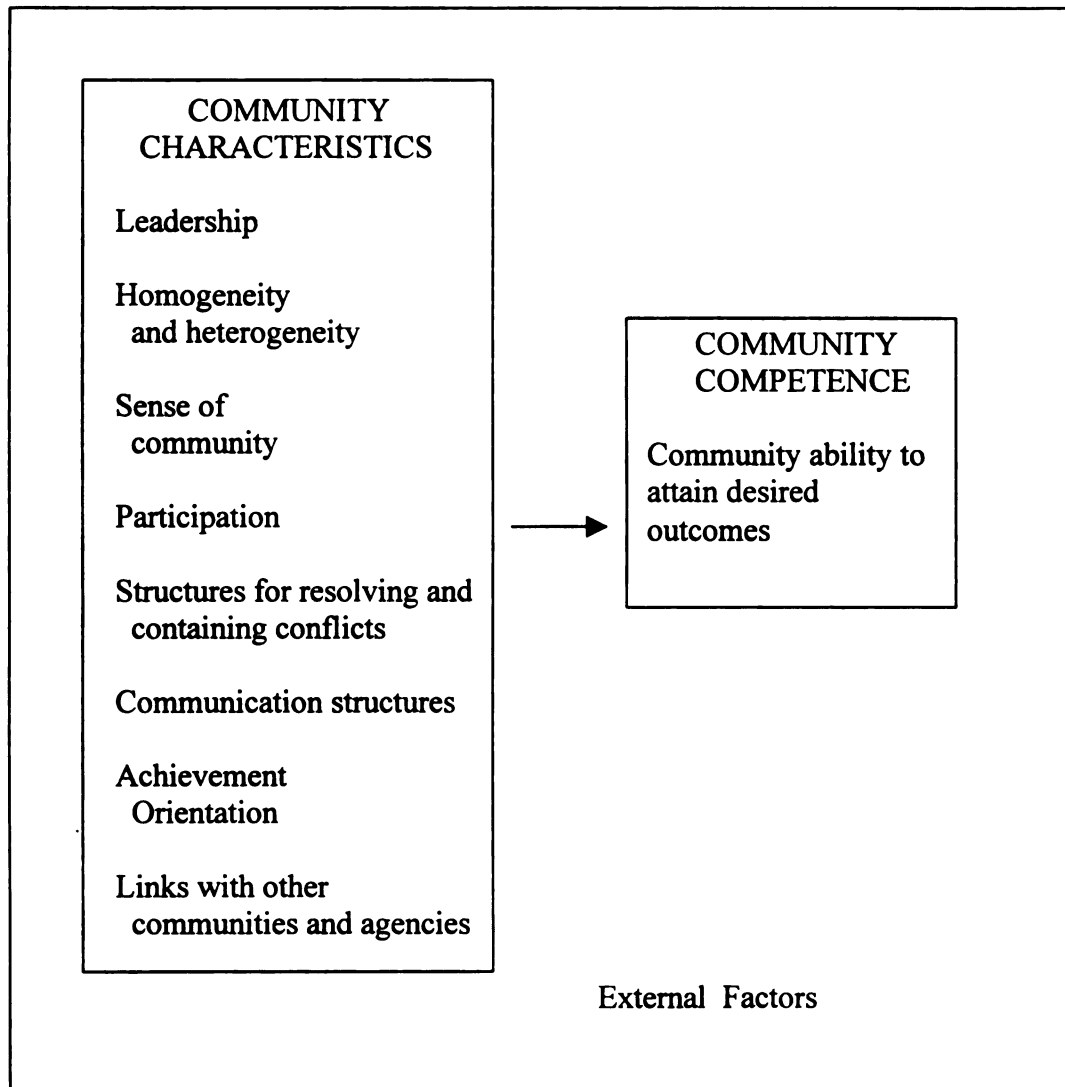 COMMUNITY
CHARACTERISTICS
Leadership
Homogeneity
and heterogeneity
Sense of
community
Participation
Structures for resolving and
containing conflicts
Communication structures
Achievement
Orientation
Links with other
communities and agencies
COMMUNITY
COMPETENCE
Community ability to
attain desired
outcomes
External Factors